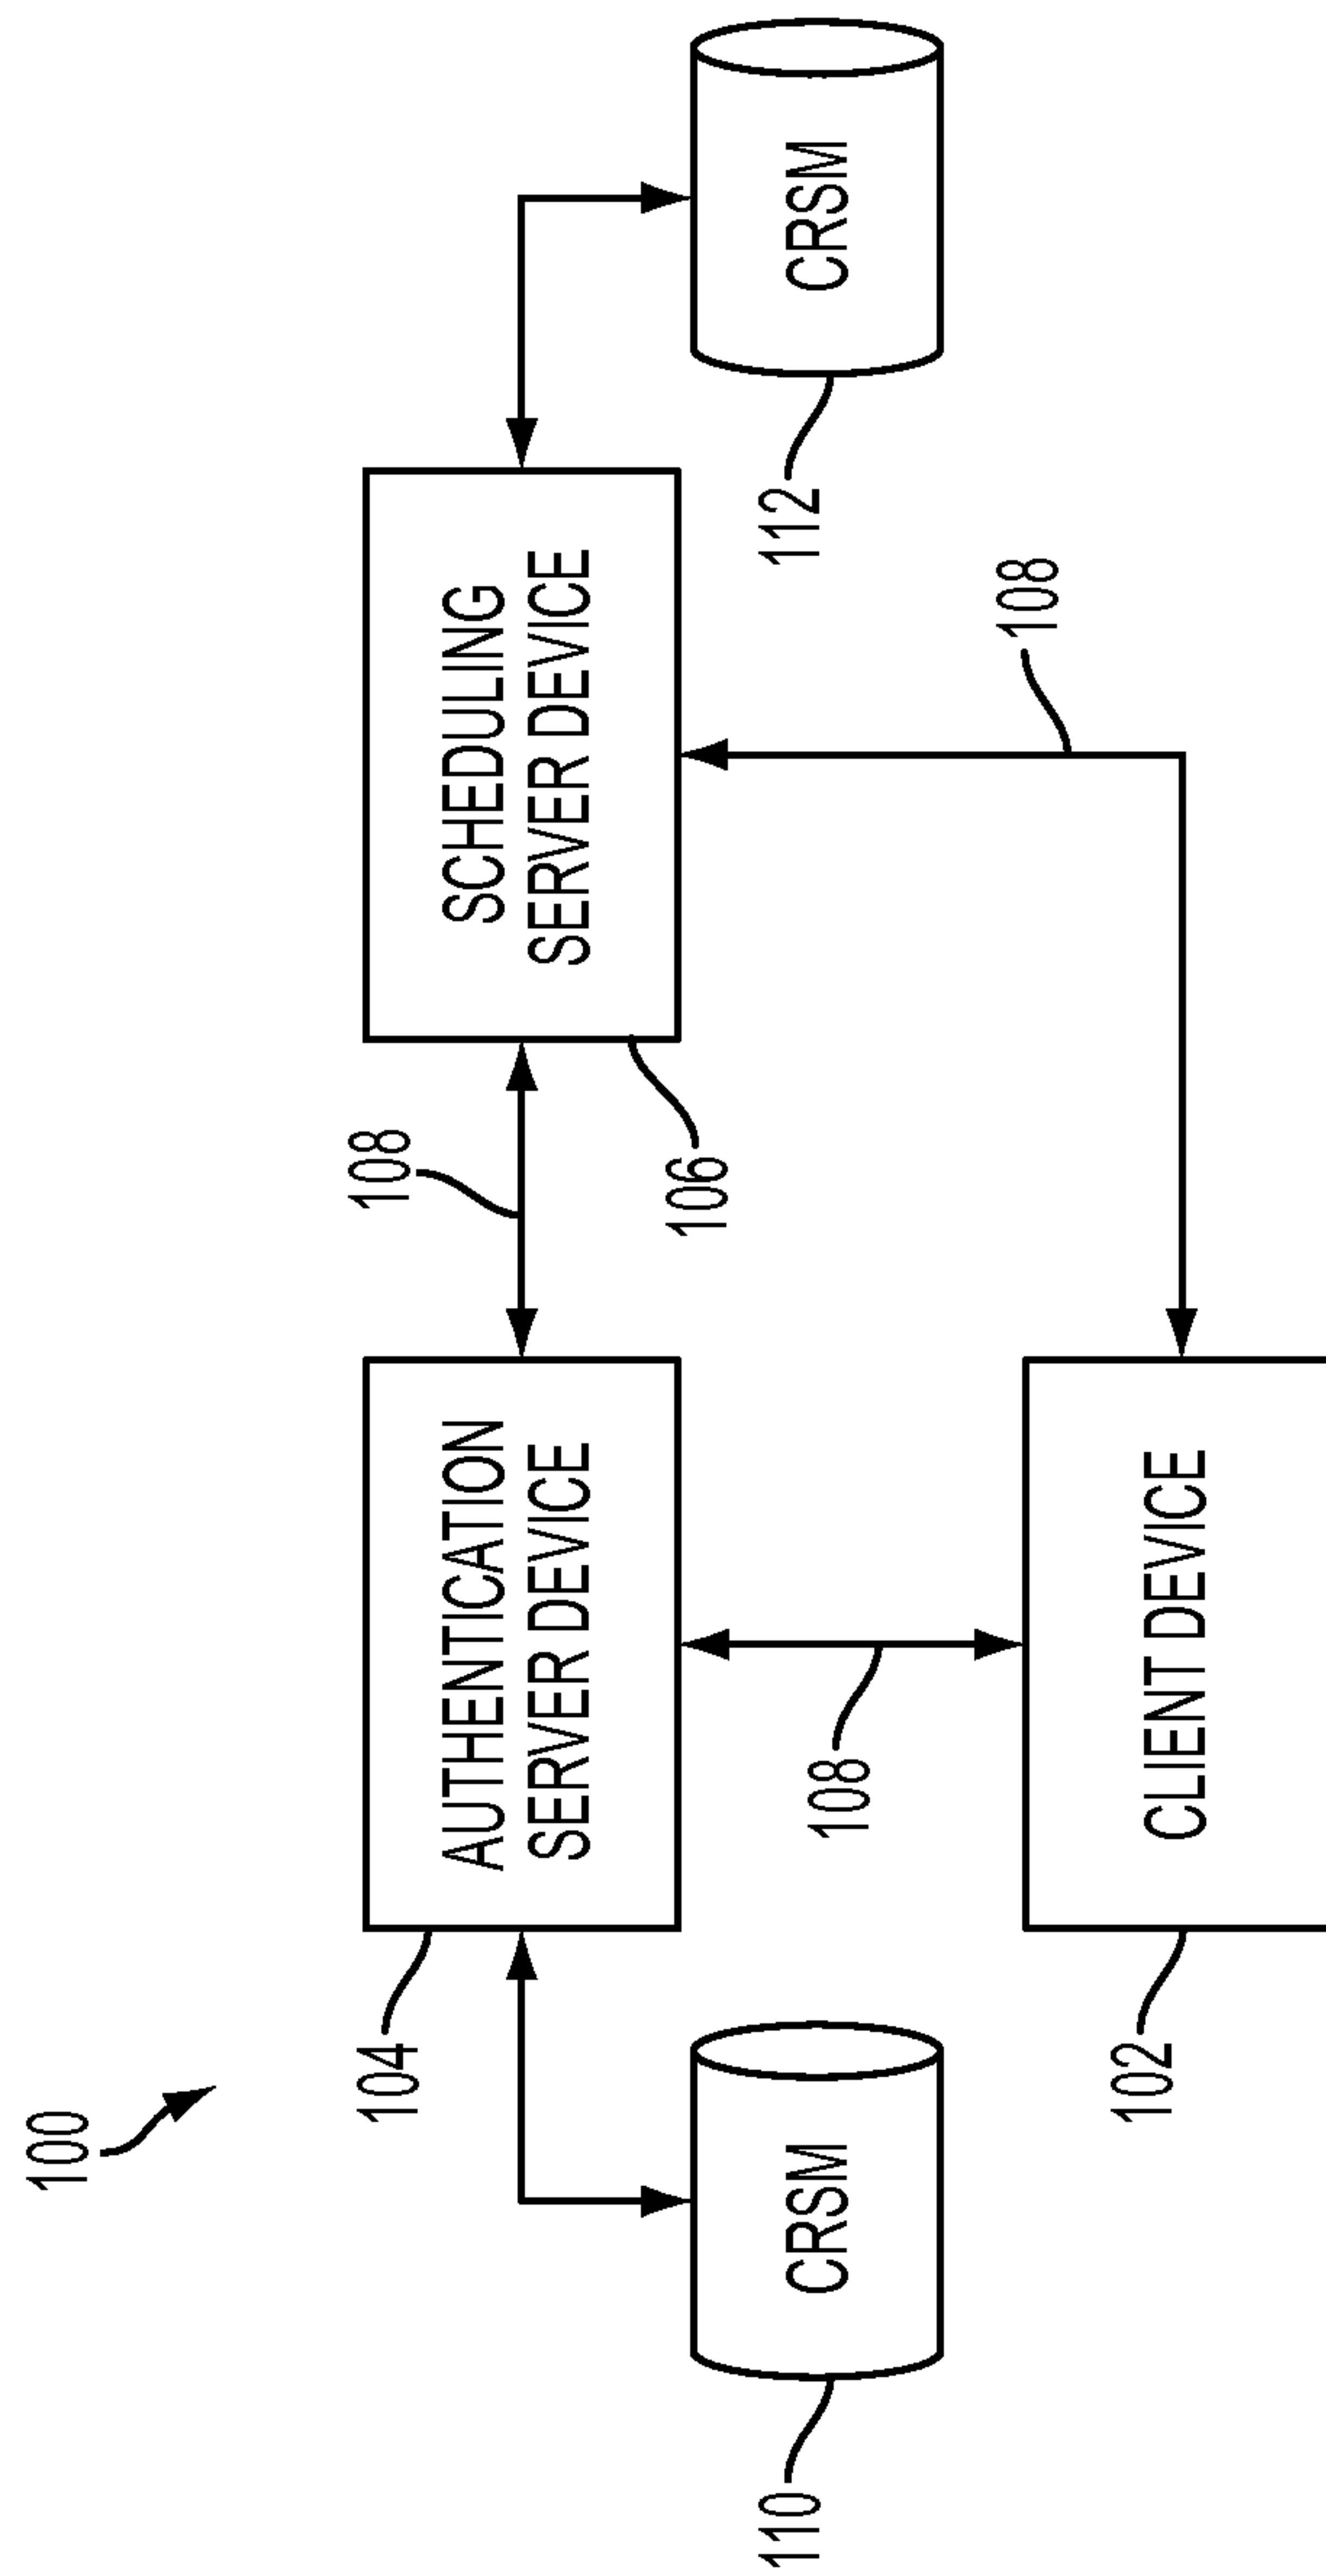 100
104
AUTHENTICATION
SERVER DEVICE
108
SCHEDULING
SERVER DEVICE
106
110
CRSM
108
112
CRSM
108
102
CLIENT DEVICE